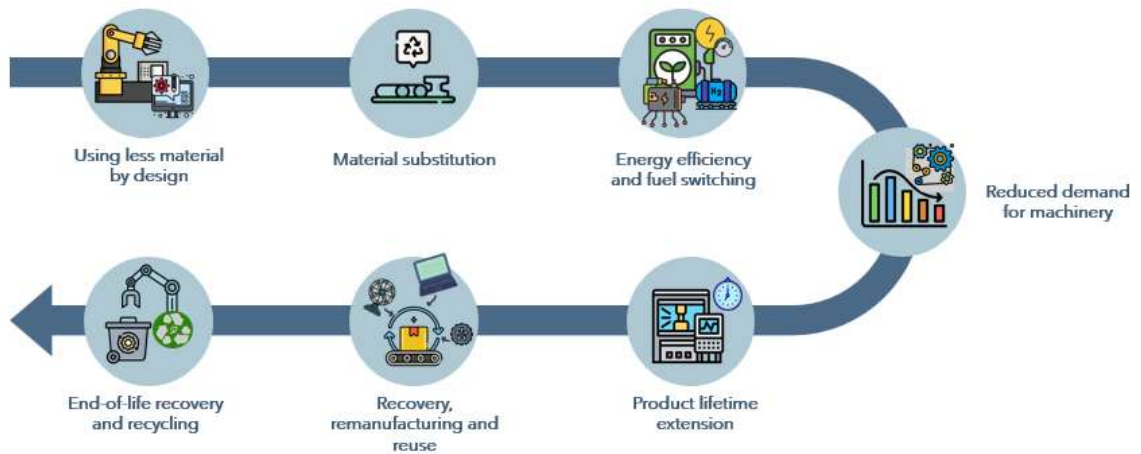 Using less material
by design
Material substitution
Energy efficiency
and fuel switching
H2
Reduced demand
for machinery
Product lifetime
extension
Recovery,
remanufacturing and
reuse
End-of-life recovery
and recycling